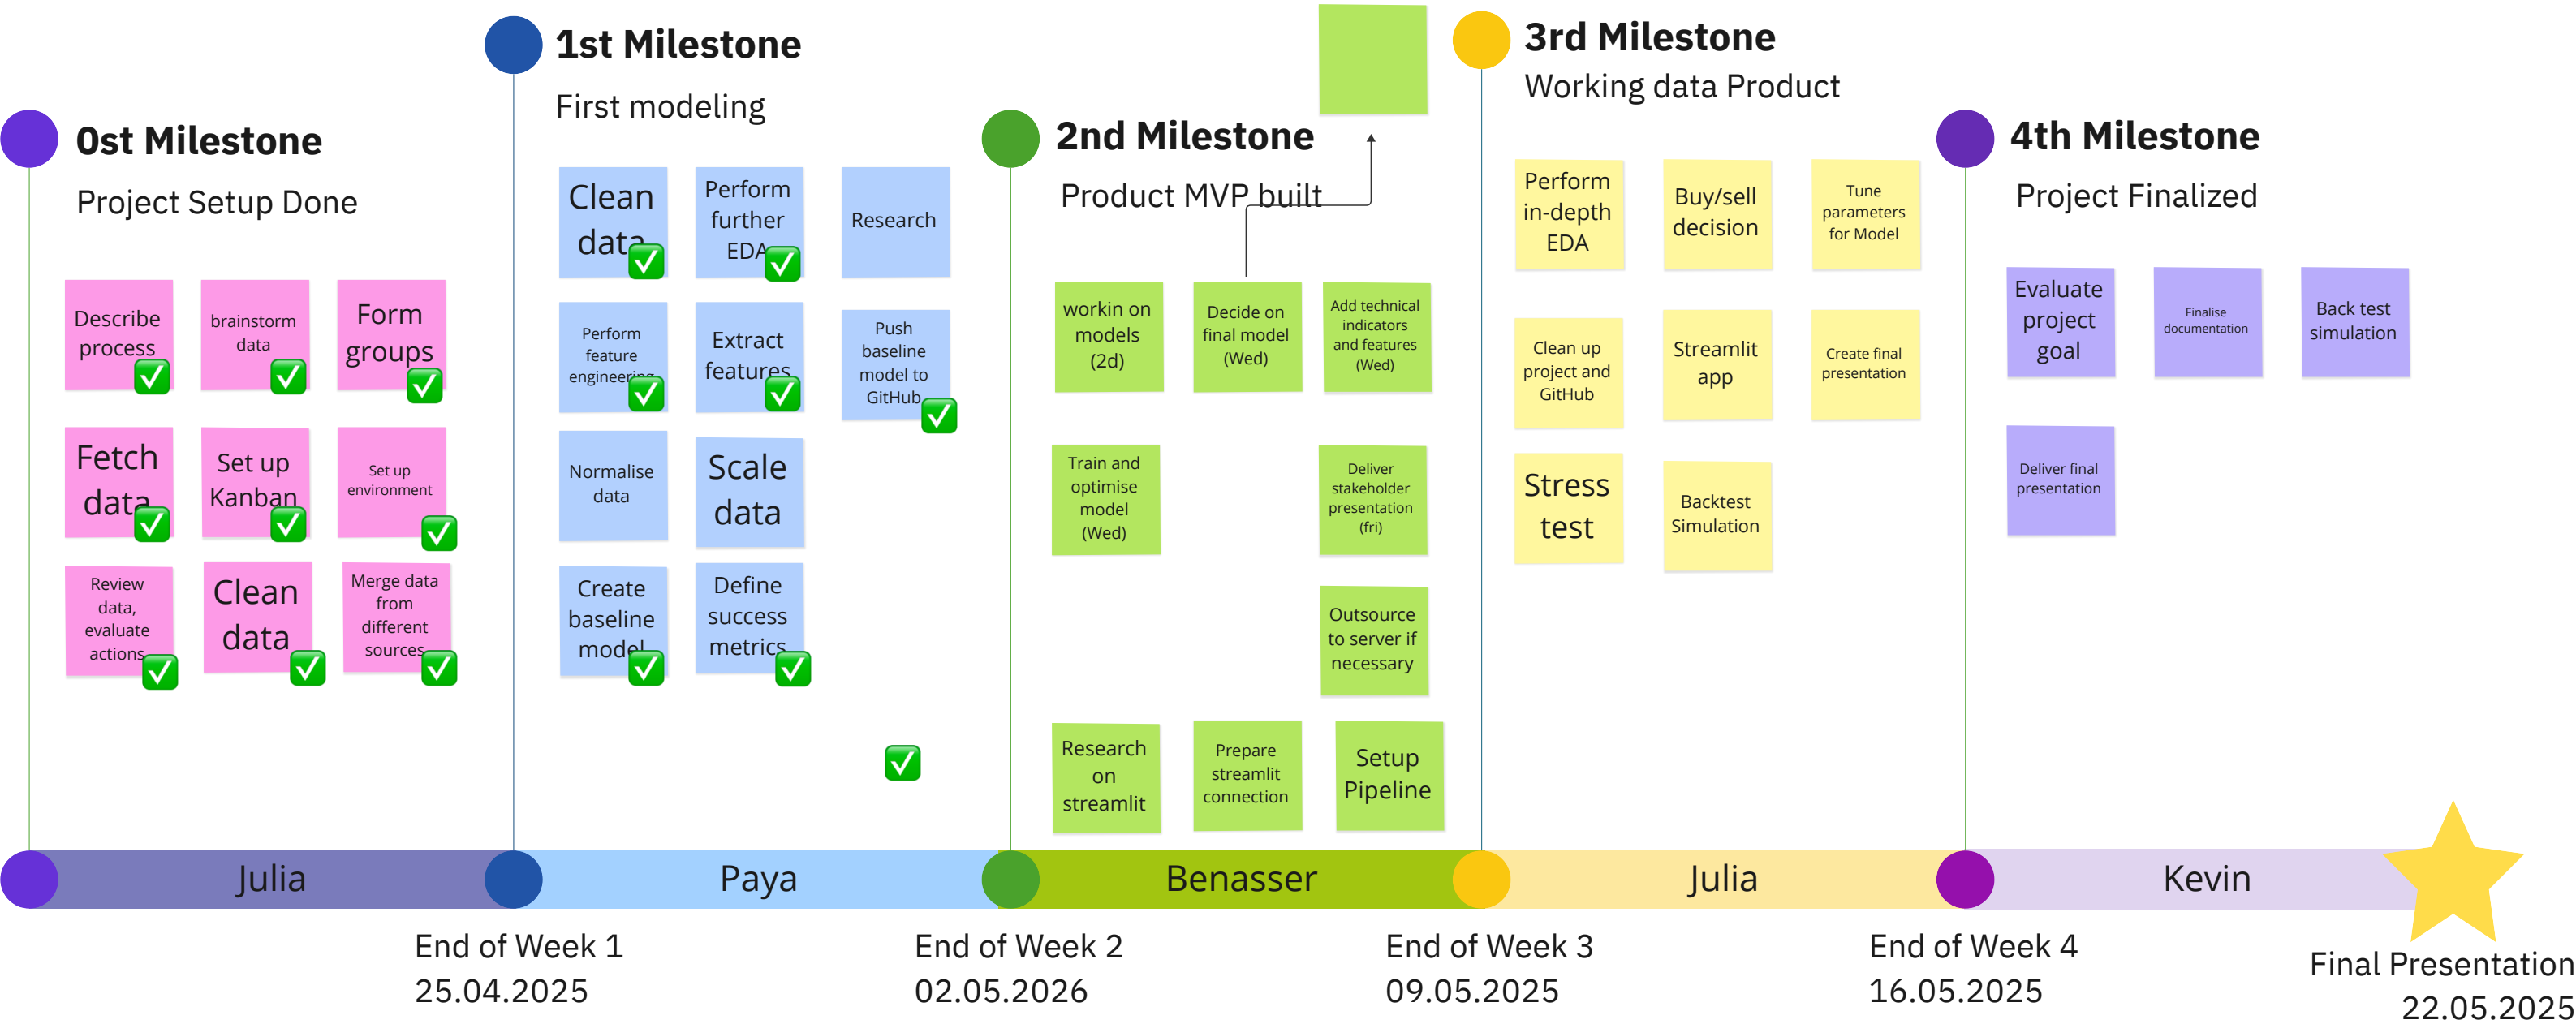 0st Milestone
Project Setup Done
Describe
process
brainstorm
data
Form
groups
Fetch
data
Set up
Kanban
Set up
environment
Review
data,
evaluate
actions
Clean
data
Merge data
from
different
sources
1st Milestone
First modeling
Clean
data
Perform
further
EDA
Research
Perform
feature
engineering
Extract
features
Push
baseline
model to
GitHub
Normalise
data
Scale
data
Create
baseline
model
Define
success
metrics
2nd Milestone
Product MVP built
workin on
models
(2d)
Decide on
final model
(Wed)
Add technical
indicators
and features
(Wed)
Train and
optimise
model
(Wed)
Deliver
stakeholder
presentation
(fri)
Outsource
to server if
necessary
Research
on
streamlit
Prepare
streamlit
connection
Setup
Pipeline
3rd Milestone
Working data Product
Perform
in-depth
EDA
Buy/sell
decision
Tune
parameters
for Model
Clean up
project and
GitHub
Streamlit
app
Create final
presentation
Stress
test
Backtest
Simulation
4th Milestone
Project Finalized
Evaluate
project
goal
Finalise
documentation
Back test
simulation
Deliver final
presentation
Julia
Paya
Benasser
Julia
Kevin
End of Week 1
25.04.2025
End of Week 2
02.05.2026
End of Week 3
09.05.2025
End of Week 4
16.05.2025
Final Presentation
22.05.2025